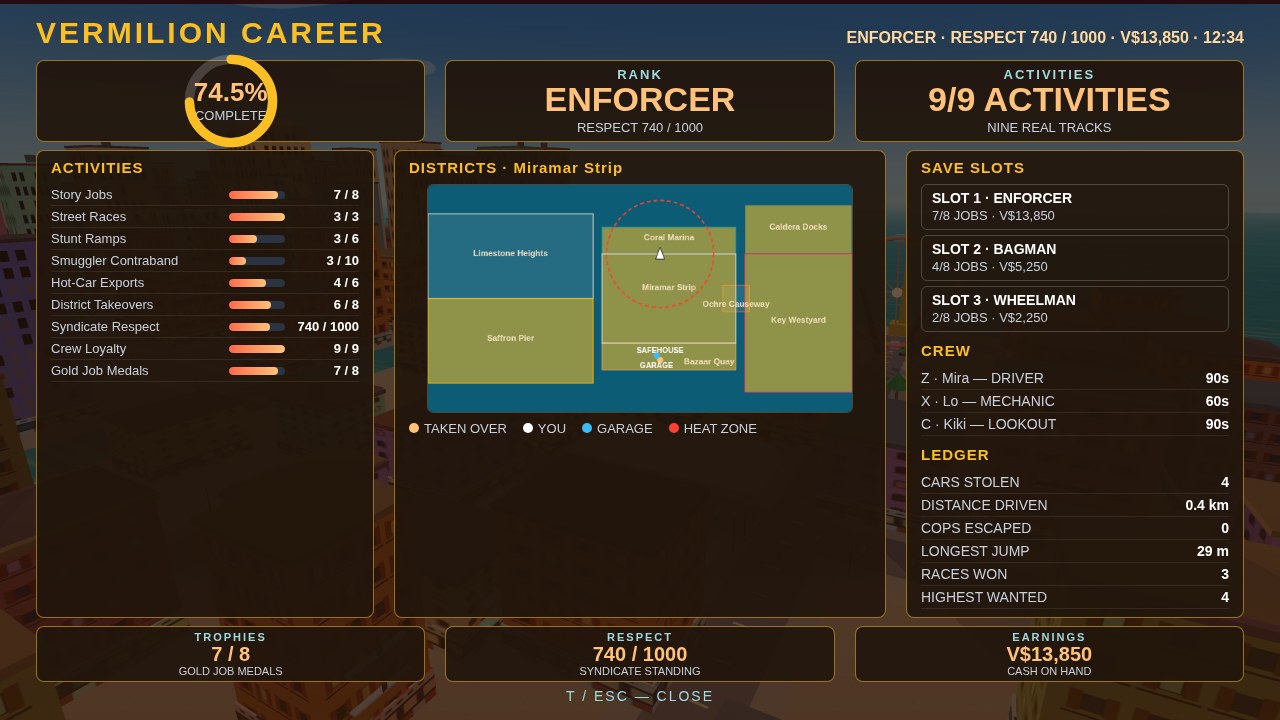 VERMILION CAREER
ENFORCER · RESPECT 740 / 1000 · V$13,850 · 12:34
74.5%
COMPLETE
RANK
ENFORCER
RESPECT 740 / 1000
ACTIVITIES
9/9 ACTIVITIES
NINE REAL TRACKS
ACTIVITIES
Story Jobs 7 / 8
Street Races 3 / 3
Stunt Ramps 3 / 6
Smuggler Contraband 3 / 10
Hot-Car Exports 4 / 6
District Takeovers 6 / 8
Syndicate Respect 740 / 1000
Crew Loyalty 9 / 9
Gold Job Medals 7 / 8
DISTRICTS · Miramar Strip
Caldera Docks
Coral Marina
Limestone Heights
Miramar Strip
Ochre Causeway
Key Westyard
Saffron Pier
SAFEHOUSE
Bazaar Quay
GARAGE
TAKEN OVER YOU GARAGE HEAT ZONE
SAVE SLOTS
SLOT 1 · ENFORCER
7/8 JOBS · V$13,850
SLOT 2 · BAGMAN
4/8 JOBS · V$5,250
SLOT 3 · WHEELMAN
2/8 JOBS · V$2,250
CREW
Z · Mira — DRIVER 90s
X · Lo — MECHANIC 60s
C · Kiki — LOOKOUT 90s
LEDGER
CARS STOLEN 4
DISTANCE DRIVEN 0.4 km
COPS ESCAPED 0
LONGEST JUMP 29 m
RACES WON 3
HIGHEST WANTED 4
TROPHIES
7 / 8
GOLD JOB MEDALS
RESPECT
740 / 1000
SYNDICATE STANDING
EARNINGS
V$13,850
CASH ON HAND
T / ESC — CLOSE